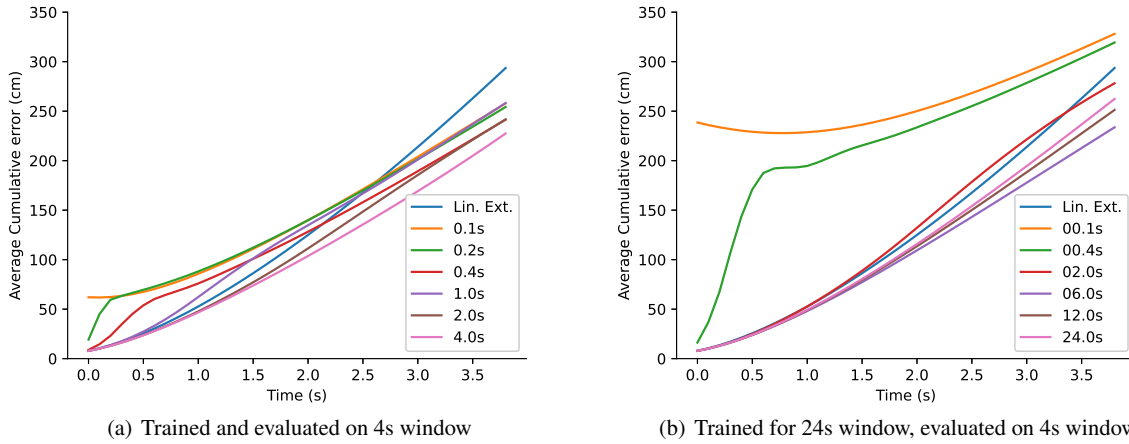 350
300
250
200
150
100
50
0
Average Cumulative error (cm)
0.0 0.5 1.0 1.5 2.0 2.5 3.0 3.5
Time (s)
Lin. Ext.
0.1s
0.2s
0.4s
1.0s
2.0s
4.0s
(a) Trained and evaluated on 4s window
350
300
250
200
150
100
50
0
Average Cumulative error (cm)
0.0 0.5 1.0 1.5 2.0 2.5 3.0 3.5
Time (s)
Lin. Ext.
00.1s
00.4s
02.0s
06.0s
12.0s
24.0s
(b) Trained for 24s window, evaluated on 4s